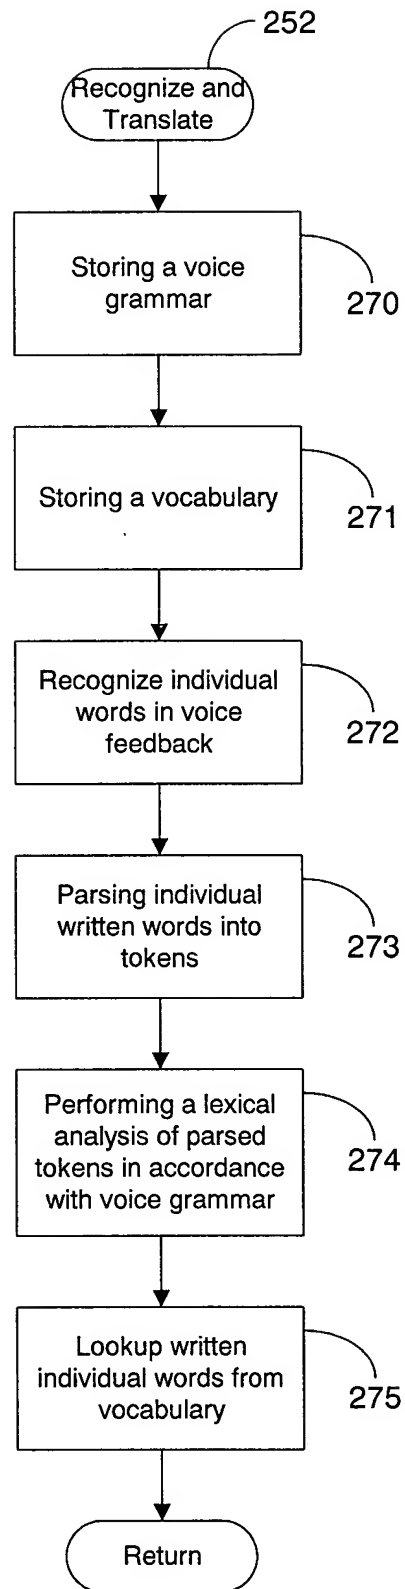 252
Recognize and
Translate
Storing a voice
grammar
270
Storing a vocabulary
271
Recognize individual
words in voice
feedback
272
Parsing individual
written words into
tokens
273
Performing a lexical
analysis of parsed
tokens in accordance
with voice grammar
274
Lookup written
individual words from
vocabulary
275
Return